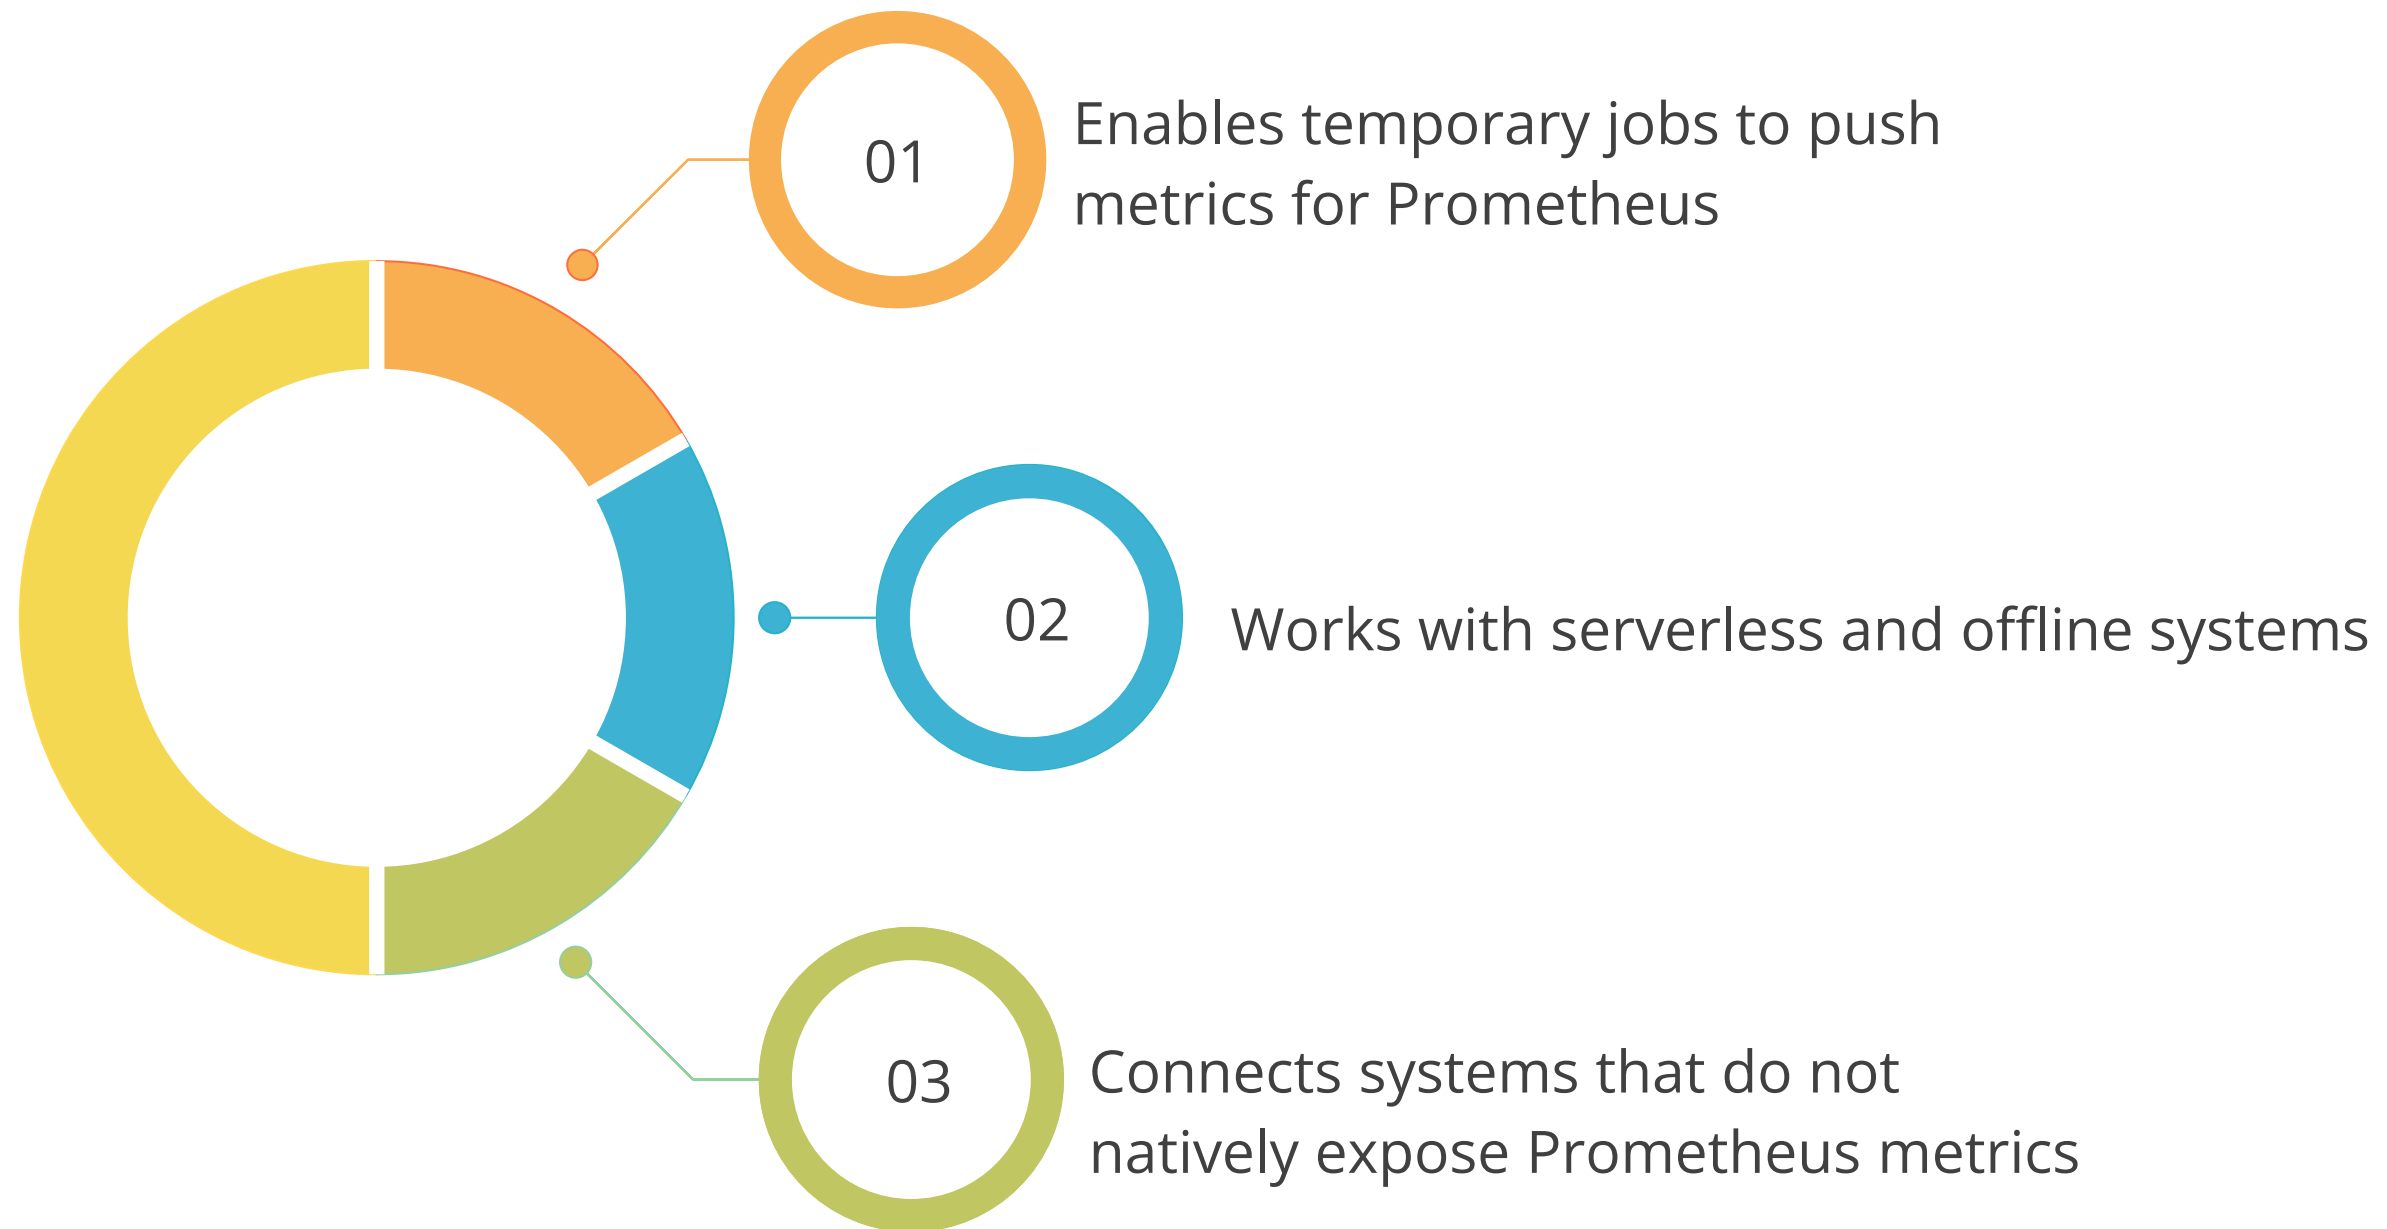 01
Enables temporary jobs to push
metrics for Prometheus
02
Works with serverless and offline systems
03
Connects systems that do not
natively expose Prometheus metrics